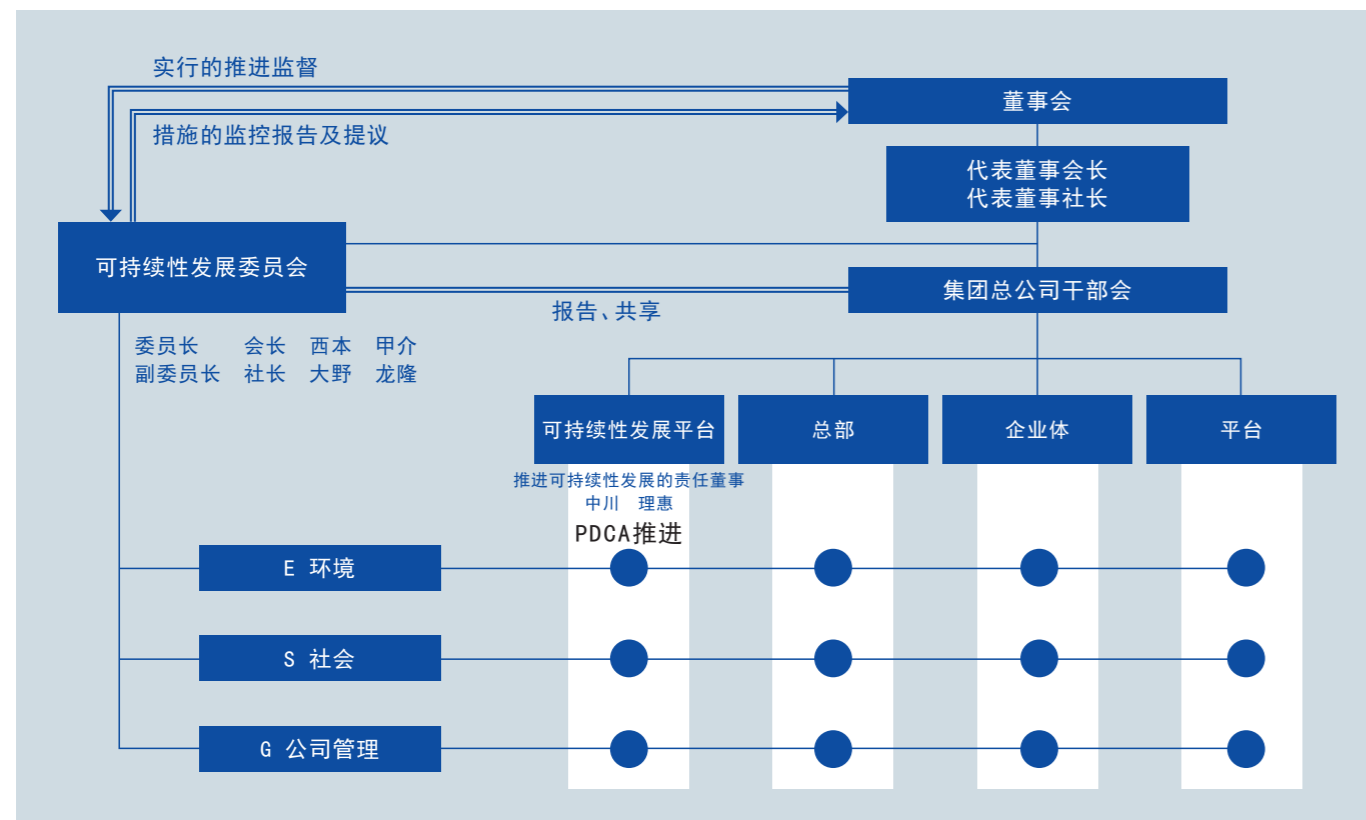 实行的推进监督
董事会
措施的监控报告及提议
代表董事会长
代表董事社长
可持续性发展委员会
集团总公司干部会
报告、共享
委员长 会长 西本 甲介
副委员长 社长 大野 龙隆
可持续性发展平台
总部
企业体
平台
推进可持续性发展的责任董事
中川 理惠
PDCA推进
E 环境
S 社会
G 公司管理